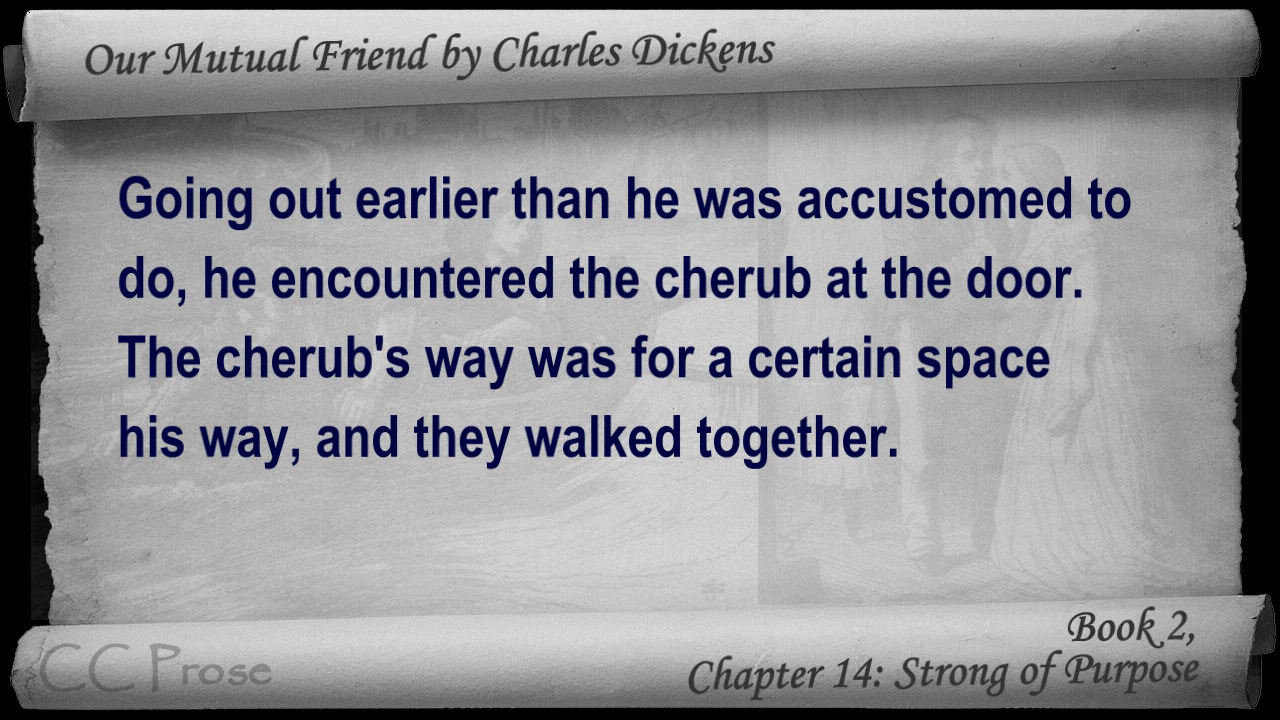 Our Mutual Friend by Charles Dickens
Going out earlier than he was accustomed to
do, he encountered the cherub at the door.
The cherub's way was for a certain space
his way, and they walked together.
Book 2,
Chapter 14: Strong of Purpose
CC Prose